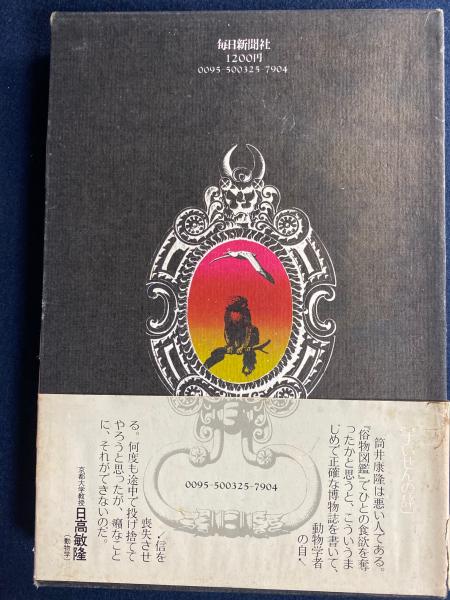 毎日新聞社
1200円
0095-500325-7904
筒井康隆は悪い人である。
『俗物図鑑』でひとの食欲を奪
ったかと思うと、こういうま
じめで正確な博物誌を書いて、
動物学者
の自
信を
喪失させ
る。何度も途中で投げ捨てて
やろうと思ったが、癪なこと
に、それができないのだ。
京都大学教授 日高敏隆
(動物学)
0095-500325-7904